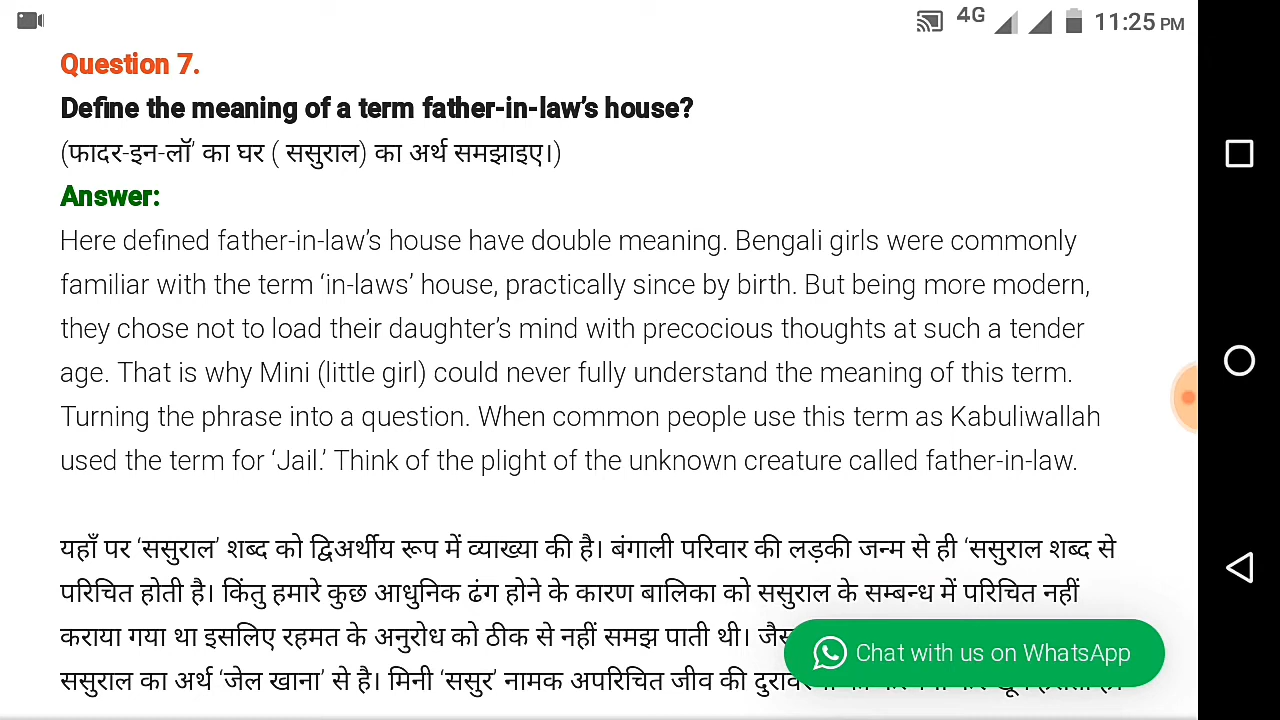 4G 11:25 PM
Question 7.
Define the meaning of a term father-in-law's house?
(फादर-इन-लॉ' का घर ( ससुराल) का अर्थ समझाइए।)
Answer:
Here defined father-in-law's house have double meaning. Bengali girls were commonly
familiar with the term 'in-laws' house, practically since by birth. But being more modern,
they chose not to load their daughter's mind with precocious thoughts at such a tender
age. That is why Mini (little girl) could never fully understand the meaning of this term.
Turning the phrase into a question. When common people use this term as Kabuliwallah
used the term for 'Jail.' Think of the plight of the unknown creature called father-in-law.
यहाँ पर 'ससुराल' शब्द को द्विअर्थीय रूप में व्याख्या की है। बंगाली परिवार की लड़की जन्म से ही 'ससुराल शब्द से
परिचित होती है। किंतु हमारे कुछ आधुनिक ढंग होने के कारण बालिका को ससुराल के सम्बन्ध में परिचित नहीं
कराया गया था इसलिए रहमत के अनुरोध को ठीक से नहीं समझ पाती थी।
Chat with us on WhatsApp
ससुराल का अर्थ 'जेल खाना' से है। मिनी 'ससुर' नामक अपरिचित जीव की